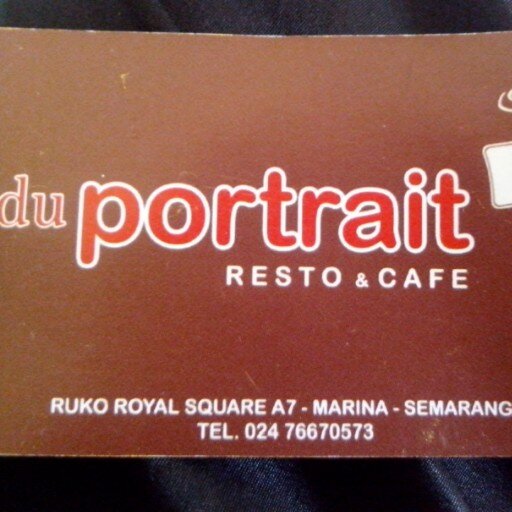 du portrait
RESTO & CAFE
RUKO ROYAL SQUARE A7 - MARINA - SEMARANG
TEL. 024 76670573